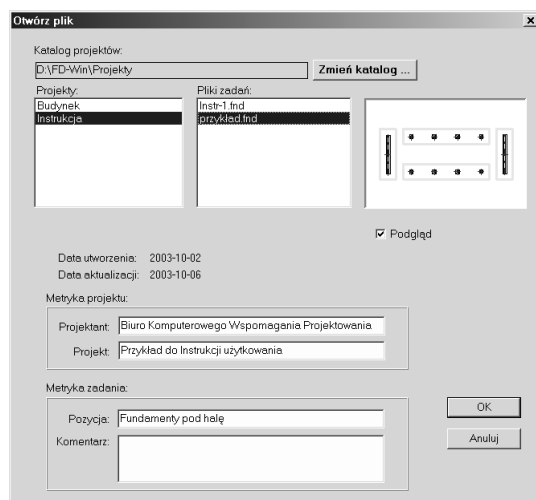 Otwórz plik
Katalog projektów:
D:\FD-Win\Projekty
Zmień katalog ...
Projekty:
Pliki zadań:
Budynek
Instrukcja
Instr-1.fnd
przykład.fnd
Podgląd
Data utworzenia: 2003-10-02
Data aktualizacji: 2003-10-06
Metryka projektu:
Projektant: Biuro Komputerowego Wspomagania Projektowania
Projekt: Przykład do Instrukcji użytkowania
Metryka zadania:
Pozycja: Fundamenty pod halę
Komentarz:
OK
Anuluj